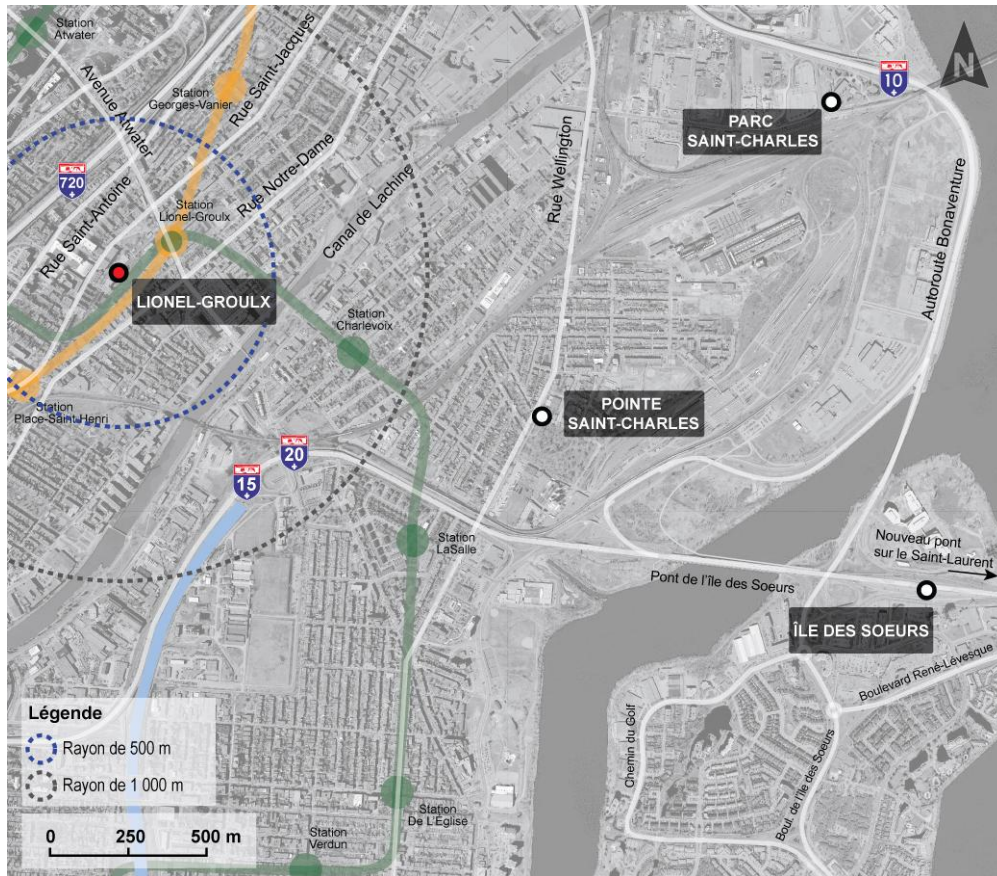 Station
Atwater
Avenue Atwater
Station
Georges-Vanier
Rue Saint-Jacques
N
10
PARC
SAINT-CHARLES
720
Rue Saint-Antoine
Station
Lionel-Groulx
Rue Notre-Dame
Canal de Lachine
Rue Wellington
Autoroute Bonaventure
LIONEL-GROULX
Station
Charlevoix
Station
Place-Saint-Henri
POINTE
SAINT-CHARLES
20
15
Station
LaSalle
Nouveau pont
sur le Saint-Laurent
Pont de l'île des Soeurs
ÎLE DES SOEURS
Boulevard René-Lévesque
Chemin du Golf
Boul. de l'île des Soeurs
Légende
Rayon de 500 m
Rayon de 1 000 m
0 250 500 m
Station
De L'Église
Station
Verdun